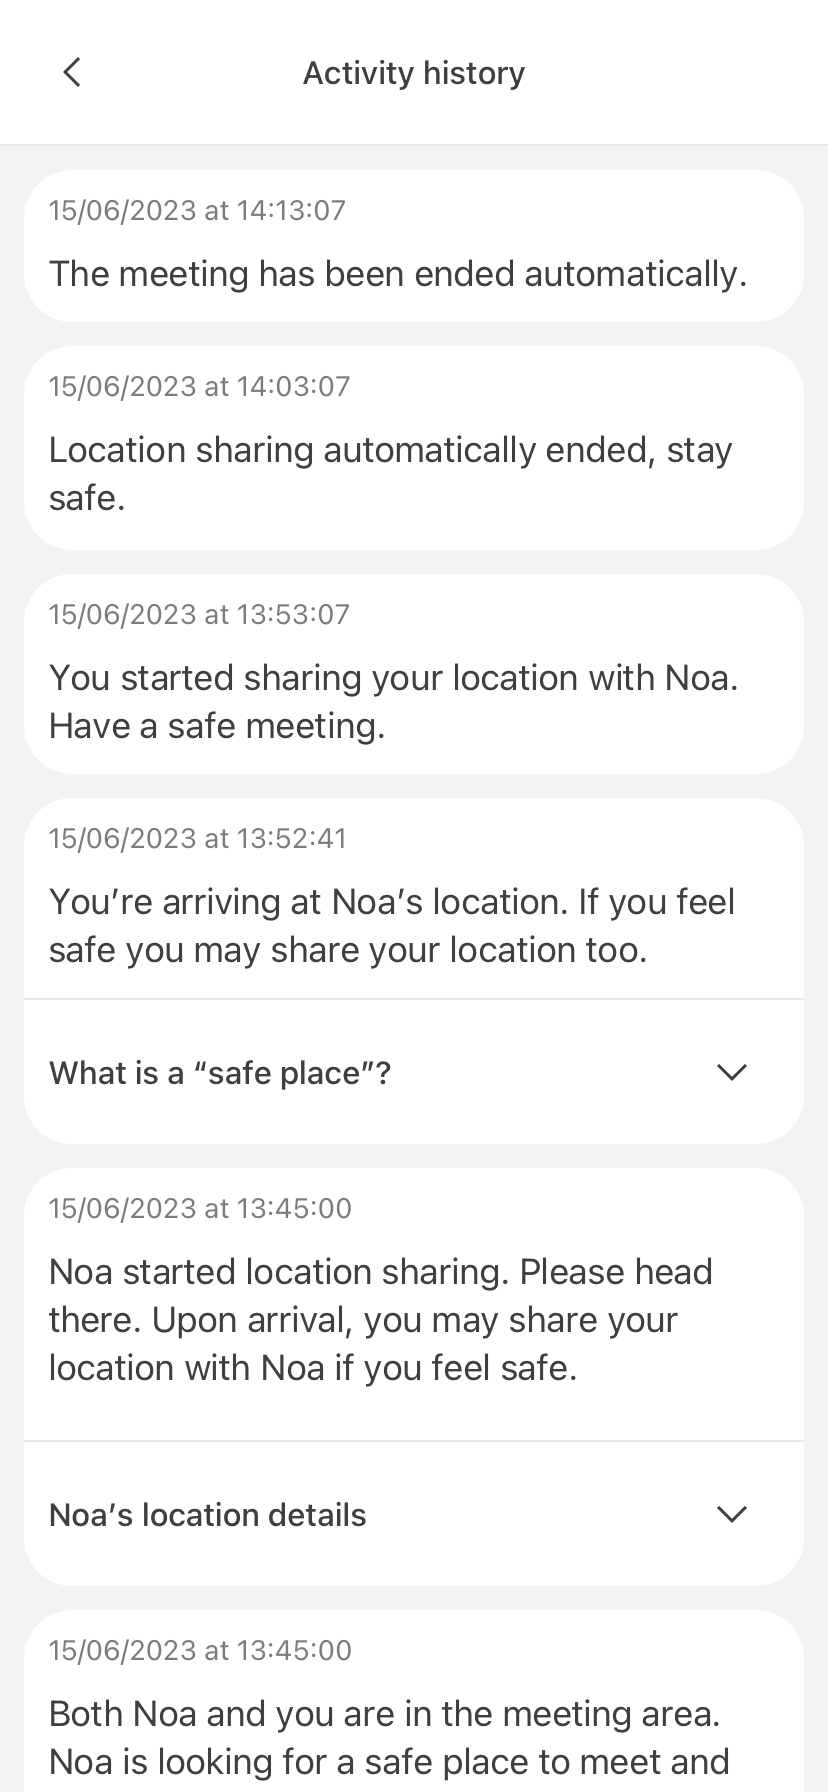 Activity history
15/06/2023 at 14:13:07
The meeting has been ended automatically.
15/06/2023 at 14:03:07
Location sharing automatically ended, stay
safe.
15/06/2023 at 13:53:07
You started sharing your location with Noa.
Have a safe meeting.
15/06/2023 at 13:52:41
You’re arriving at Noa’s location. If you feel
safe you may share your location too.
What is a “safe place”?
15/06/2023 at 13:45:00
Noa started location sharing. Please head
there. Upon arrival, you may share your
location with Noa if you feel safe.
Noa’s location details
15/06/2023 at 13:45:00
Both Noa and you are in the meeting area.
Noa is looking for a safe place to meet and